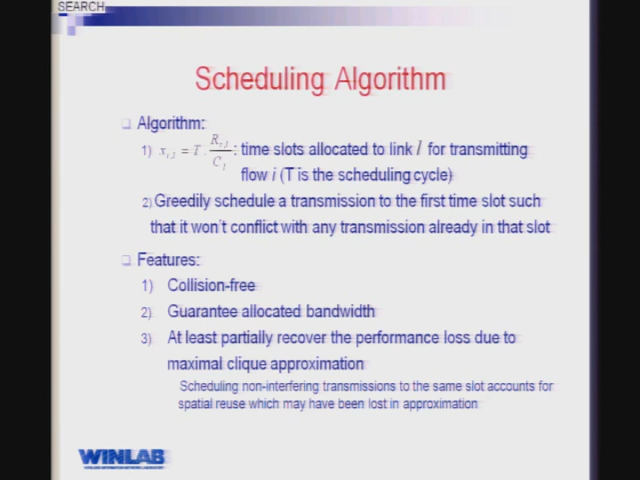 SEARCH
Scheduling Algorithm
❑ Algorithm:
1) x_{i,l} = T · R_{i,l} / C_l : time slots allocated to link l for transmitting
flow i (T is the scheduling cycle)
2) Greedily schedule a transmission to the first time slot such
that it won't conflict with any transmission already in that slot
❑ Features:
1) Collision-free
2) Guarantee allocated bandwidth
3) At least partially recover the performance loss due to
maximal clique approximation
Scheduling non-interfering transmissions to the same slot accounts for
spatial reuse which may have been lost in approximation
WINLAB